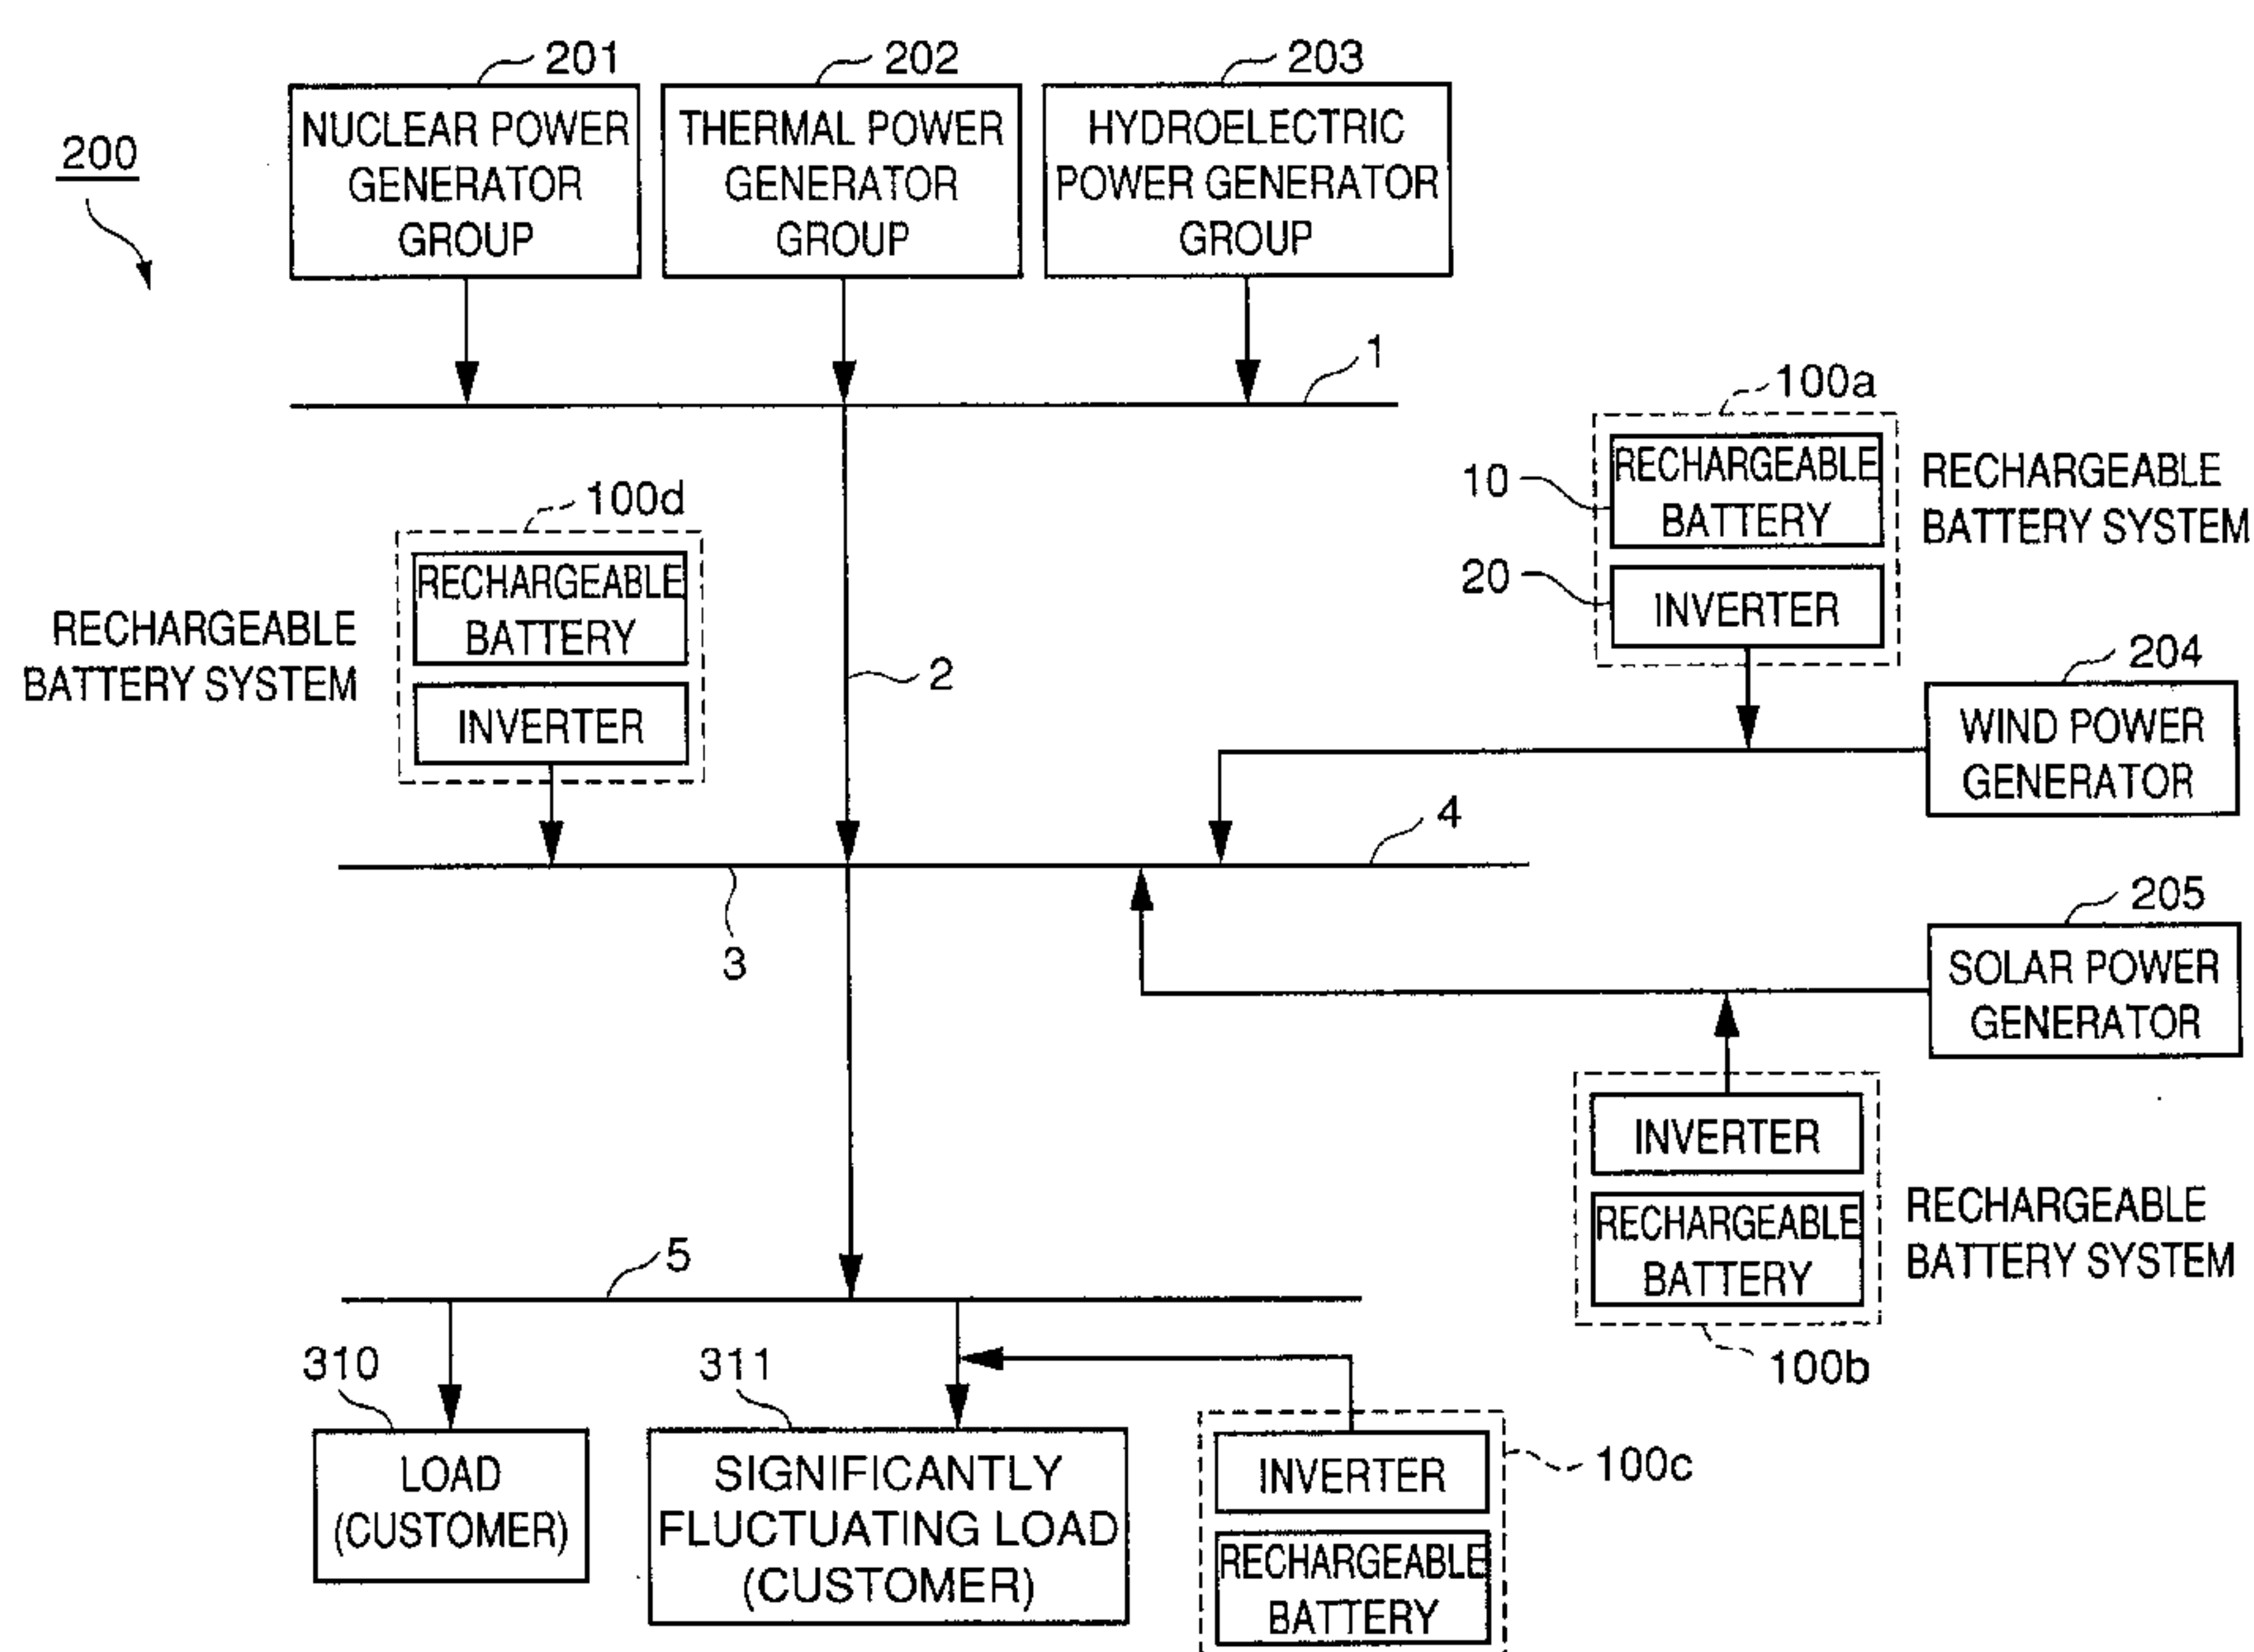 200
201
NUCLEAR POWER
GENERATOR
GROUP
202
THERMAL POWER
GENERATOR
GROUP
203
HYDROELECTRIC
POWER GENERATOR
GROUP
1
2
100d
RECHARGEABLE
BATTERY
INVERTER
RECHARGEABLE
BATTERY SYSTEM
100a
10
RECHARGEABLE
BATTERY
20
INVERTER
RECHARGEABLE
BATTERY SYSTEM
204
WIND POWER
GENERATOR
4
3
205
SOLAR POWER
GENERATOR
INVERTER
RECHARGEABLE
BATTERY
RECHARGEABLE
BATTERY SYSTEM
100b
5
310
LOAD
(CUSTOMER)
311
SIGNIFICANTLY
FLUCTUATING LOAD
(CUSTOMER)
INVERTER
RECHARGEABLE
BATTERY
100c